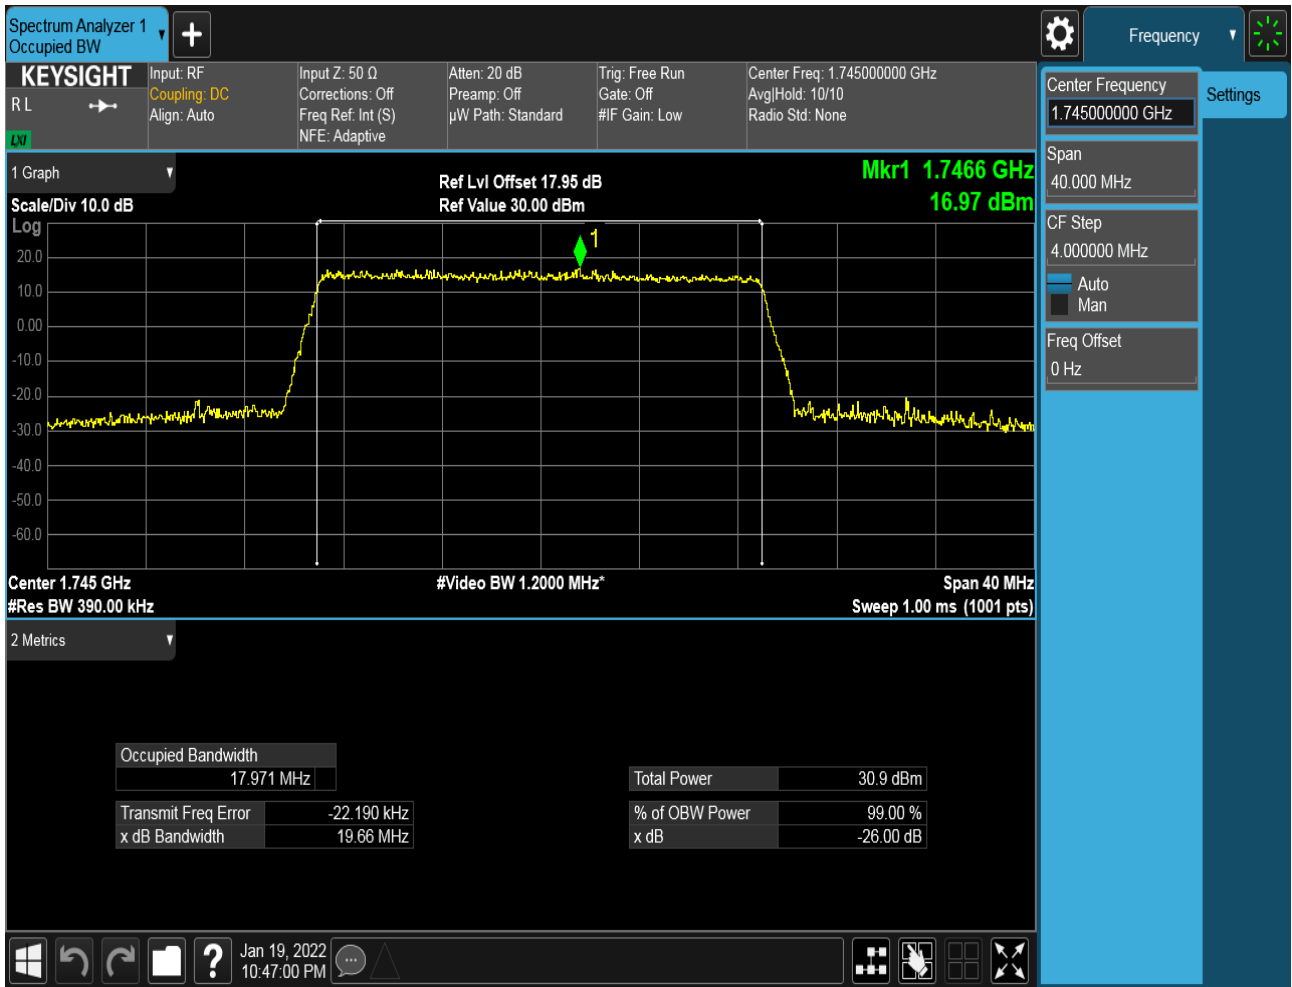 Spectrum Analyzer 1
Occupied BW
Frequency
KEYSIGHT
R L
LXI
Input: RF
Coupling: DC
Align: Auto
Input Z: 50 Ω
Corrections: Off
Freq Ref: Int (S)
NFE: Adaptive
Atten: 20 dB
Preamp: Off
µW Path: Standard
Trig: Free Run
Gate: Off
#IF Gain: Low
Center Freq: 1.745000000 GHz
Avg|Hold: 10/10
Radio Std: None
Center Frequency
1.745000000 GHz
Settings
Span
40.000 MHz
CF Step
4.000000 MHz
Auto
Man
Freq Offset
0 Hz
1 Graph
Scale/Div 10.0 dB
Ref Lvl Offset 17.95 dB
Ref Value 30.00 dBm
Mkr1 1.7466 GHz
16.97 dBm
Log
1
20.0
10.0
0.00
-10.0
-20.0
-30.0
-40.0
-50.0
-60.0
Center 1.745 GHz
#Video BW 1.2000 MHz*
Span 40 MHz
#Res BW 390.00 kHz
Sweep 1.00 ms (1001 pts)
2 Metrics
Occupied Bandwidth
17.971 MHz
Transmit Freq Error -22.190 kHz
x dB Bandwidth 19.66 MHz
Total Power 30.9 dBm
% of OBW Power 99.00 %
x dB -26.00 dB
?
Jan 19, 2022
10:47:00 PM